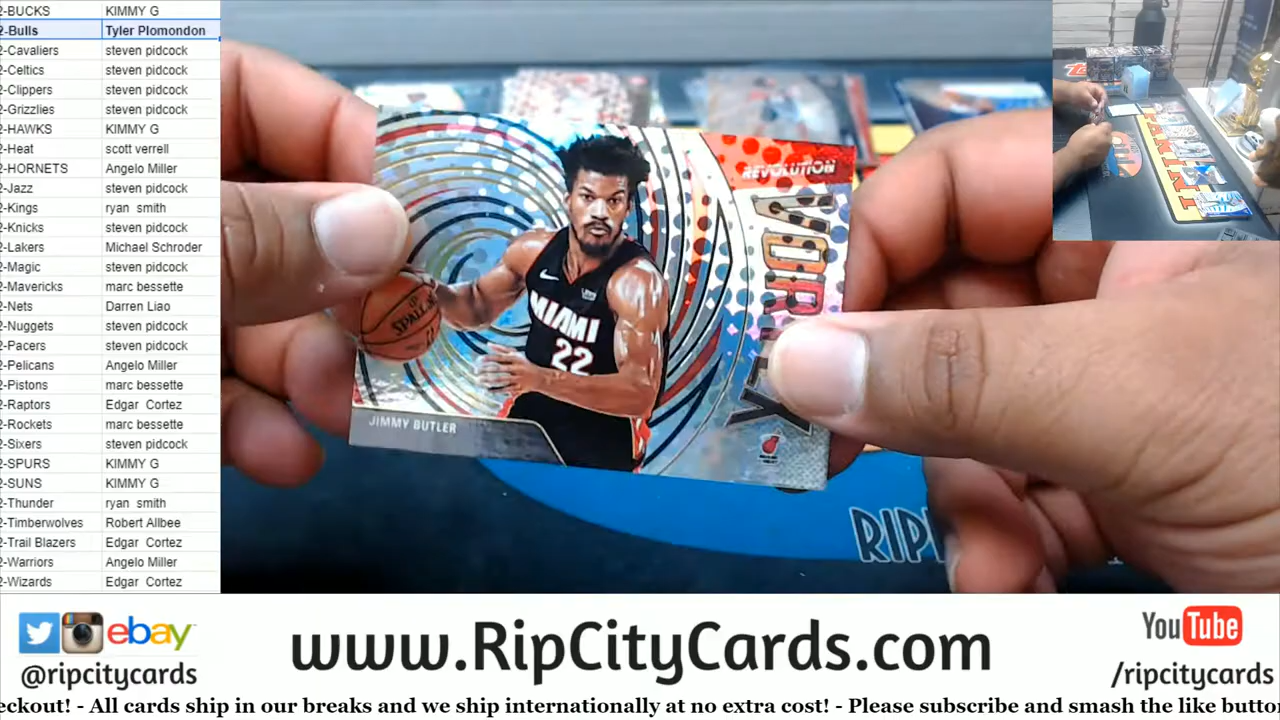 2-BUCKS KIMMY G
2-Bulls Tyler Plomondon
2-Cavaliers steven pidcock
2-Celtics steven pidcock
2-Clippers steven pidcock
2-Grizzlies steven pidcock
2-HAWKS KIMMY G
2-Heat scott verrell
2-HORNETS Angelo Miller
2-Jazz steven pidcock
2-Kings ryan smith
2-Knicks steven pidcock
2-Lakers Michael Schroder
2-Magic steven pidcock
2-Mavericks marc bessette
2-Nets Darren Liao
2-Nuggets steven pidcock
2-Pacers steven pidcock
2-Pelicans Angelo Miller
2-Pistons marc bessette
2-Raptors Edgar Cortez
2-Rockets marc bessette
2-Sixers steven pidcock
2-SPURS KIMMY G
2-SUNS KIMMY G
2-Thunder ryan smith
2-Timberwolves Robert Allbee
2-Trail Blazers Edgar Cortez
2-Warriors Angelo Miller
2-Wizards Edgar Cortez
REVOLUTION
SPALDING
MIAMI
22
JIMMY BUTLER
PANINI
RIP
ebay
@ripcitycards
www.RipCityCards.com
YouTube
/ripcitycards
eckout! - All cards ship in our breaks and we ship internationally at no extra cost! - Please subscribe and smash the like butto